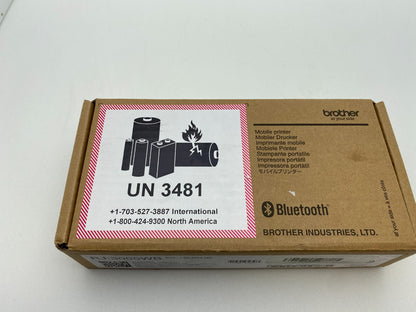 UN 3481
+1-703-527-3887 International
+1-800-424-9300 North America
brother
at your side
Mobile printer
Mobiler Drucker
Imprimante mobile
Mobiele Printer
Stampante portatile
Impresora portátil
Impressora portátil
モバイルプリンター
Bluetooth
BROTHER INDUSTRIES, LTD.